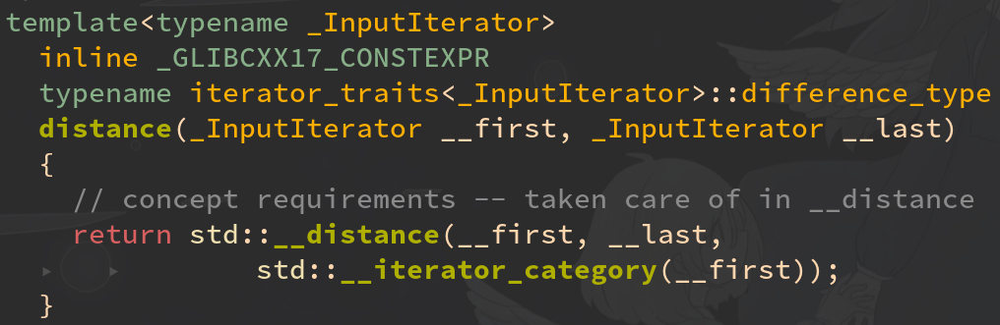 template<typename _InputIterator>
inline _GLIBCXX17_CONSTEXPR
typename iterator_traits<_InputIterator>::difference_type
distance(_InputIterator __first, _InputIterator __last)
{
// concept requirements -- taken care of in __distance
return std::__distance(__first, __last,
std::__iterator_category(__first));
}